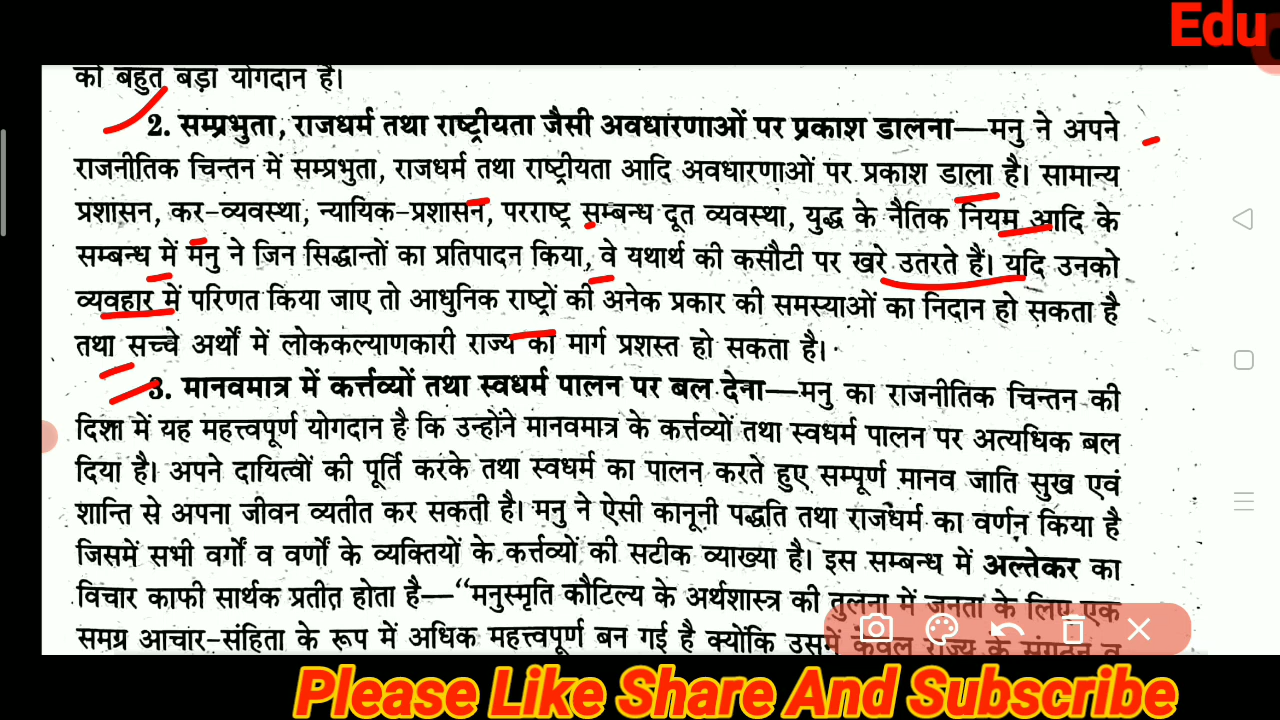 Edu
को बहुत बड़ा योगदान है।
2. सम्प्रभुता, राजधर्म तथा राष्ट्रीयता जैसी अवधारणाओं पर प्रकाश डालना—मनु ने अपने
राजनीतिक चिन्तन में सम्प्रभुता, राजधर्म तथा राष्ट्रीयता आदि अवधारणाओं पर प्रकाश डाला है। सामान्य
प्रशासन, कर-व्यवस्था, न्यायिक-प्रशासन, परराष्ट्र सम्बन्ध दूत व्यवस्था, युद्ध के नैतिक नियम आदि के
सम्बन्ध में मनु ने जिन सिद्धान्तों का प्रतिपादन किया, वे यथार्थ की कसौटी पर खरे उतरते हैं। यदि उनको
व्यवहार में परिणत किया जाए तो आधुनिक राष्ट्रों की अनेक प्रकार की समस्याओं का निदान हो सकता है
तथा सच्चे अर्थों में लोककल्याणकारी राज्य का मार्ग प्रशस्त हो सकता है।
3. मानवमात्र में कर्त्तव्यों तथा स्वधर्म पालन पर बल देना—मनु का राजनीतिक चिन्तन की
दिशा में यह महत्त्वपूर्ण योगदान है कि उन्होंने मानवमात्र के कर्त्तव्यों तथा स्वधर्म पालन पर अत्यधिक बल
दिया है। अपने दायित्वों की पूर्ति करके तथा स्वधर्म का पालन करते हुए सम्पूर्ण मानव जाति सुख एवं
शान्ति से अपना जीवन व्यतीत कर सकती है। मनु ने ऐसी कानूनी पद्धति तथा राजधर्म का वर्णन किया है
जिसमें सभी वर्गों व वर्णों के व्यक्तियों के कर्त्तव्यों की सटीक व्याख्या है। इस सम्बन्ध में अल्तेकर का
विचार काफी सार्थक प्रतीत होता है—“मनुस्मृति कौटिल्य के अर्थशास्त्र की तुलना में जनता के लिए एक
समग्र आचार-संहिता के रूप में अधिक महत्त्वपूर्ण बन गई है क्योंकि उसमें केवल राज्य के संगठन व
Please Like Share And Subscribe